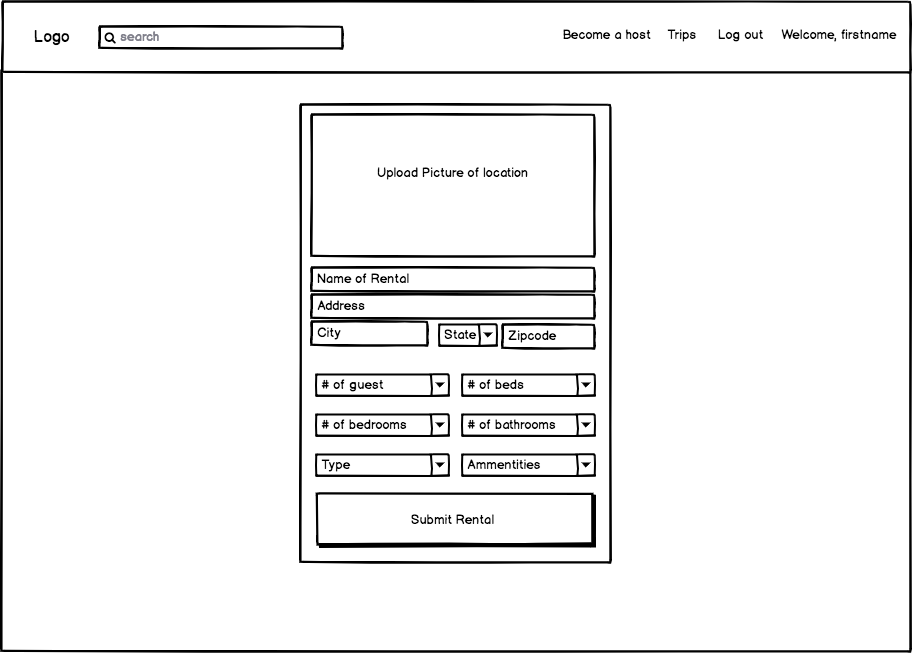 Logo
search
Become a host
Trips
Log out
Welcome, firstname
Upload Picture of location
Name of Rental
Address
City
State
Zipcode
# of guest
# of beds
# of bedrooms
# of bathrooms
Type
Ammentities
Submit Rental